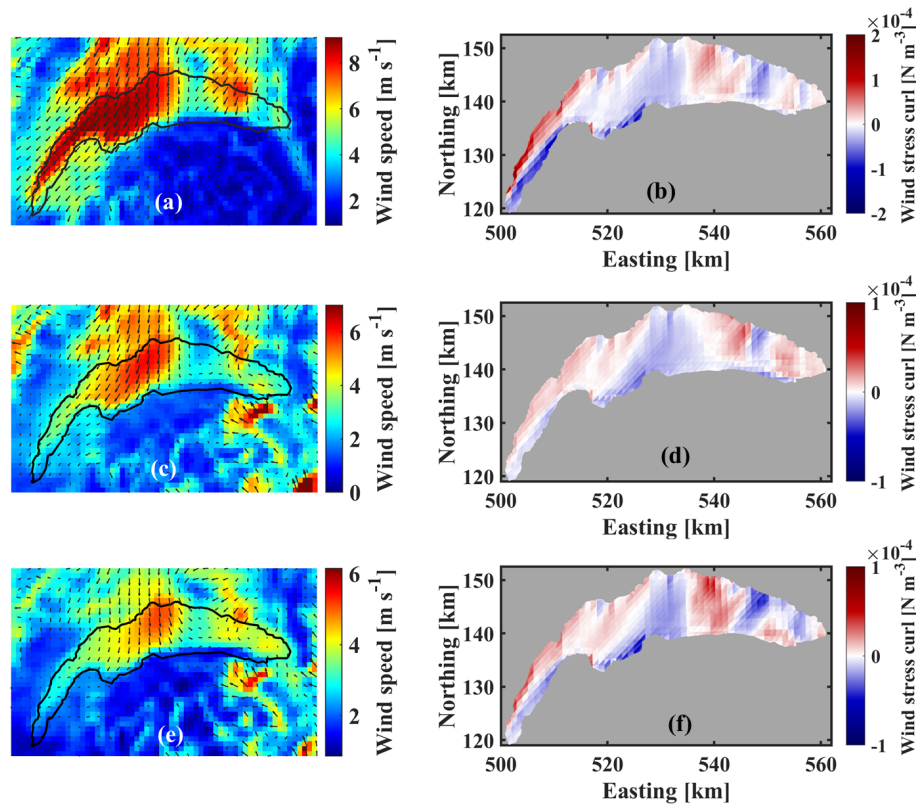 8
6
4
2
Wind speed [m s⁻¹]
(a)
×10⁻⁴
2
1
0
-1
-2
Wind stress curl [N m⁻³]
150
140
130
120
Northing [km]
500 520 540 560
Easting [km]
(b)
6
4
2
0
Wind speed [m s⁻¹]
(c)
×10⁻⁴
1
0
-1
Wind stress curl [N m⁻³]
150
140
130
120
Northing [km]
500 520 540 560
Easting [km]
(d)
6
4
2
Wind speed [m s⁻¹]
(e)
×10⁻⁴
1
0
-1
Wind stress curl [N m⁻³]
150
140
130
120
Northing [km]
500 520 540 560
Easting [km]
(f)